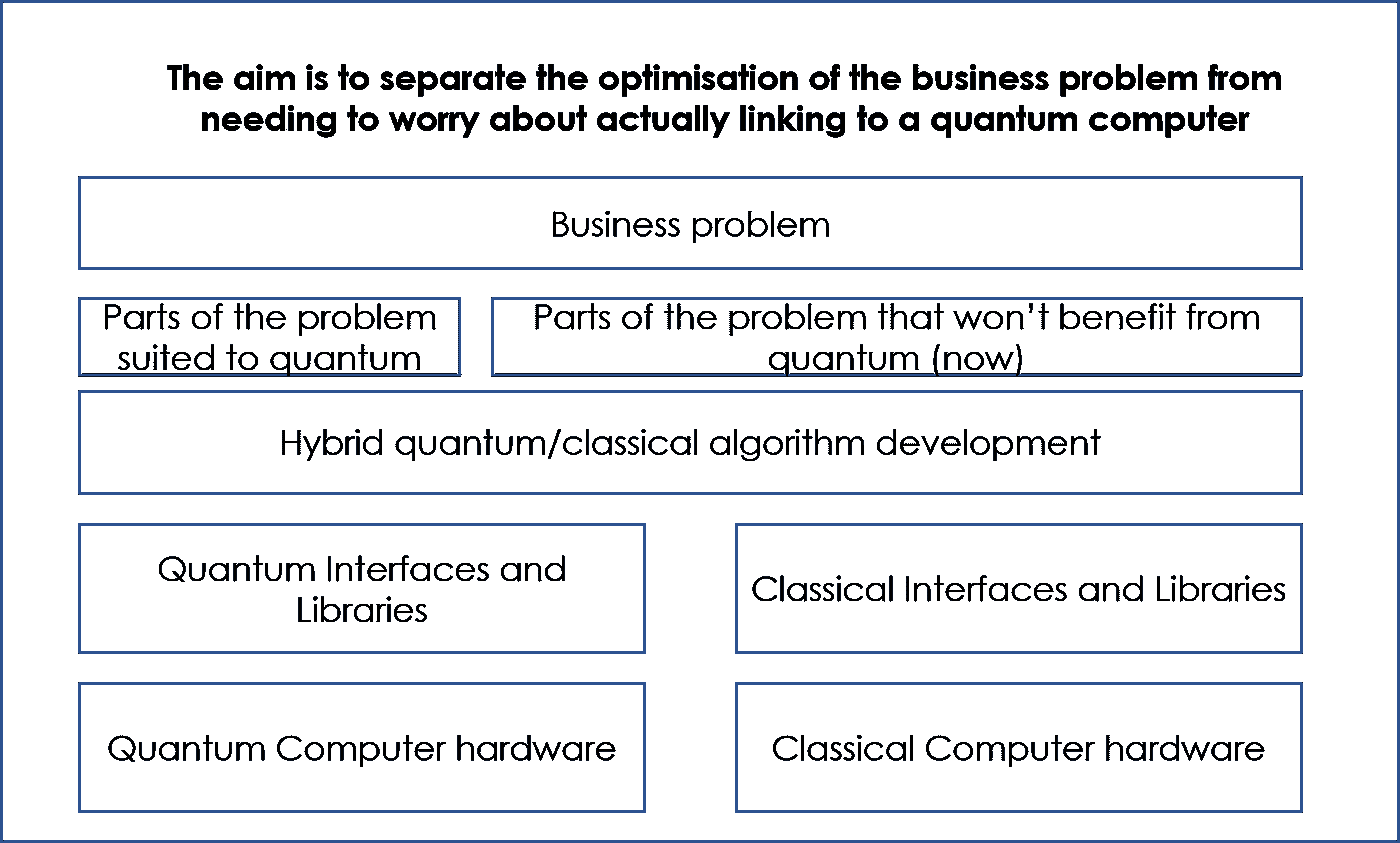 The aim is to separate the optimisation of the business problem from
needing to worry about actually linking to a quantum computer
Business problem
Parts of the problem
suited to quantum
Parts of the problem that won’t benefit from
quantum (now)
Hybrid quantum/classical algorithm development
Quantum Interfaces and
Libraries
Classical Interfaces and Libraries
Quantum Computer hardware
Classical Computer hardware